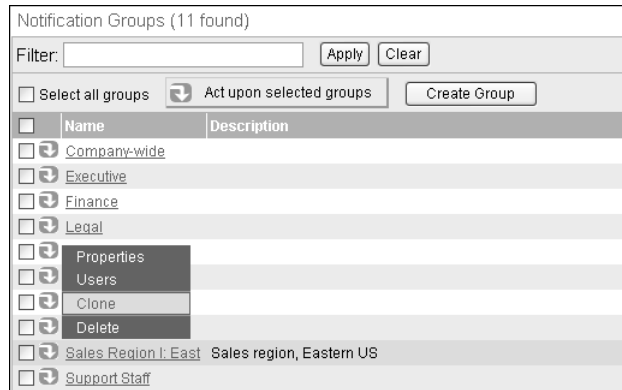 Notification Groups (11 found)
Filter: Apply Clear
Select all groups Act upon selected groups Create Group
Name Description
Company-wide
Executive
Finance
Legal
Properties
Users
Clone
Delete
Sales Region I: East Sales region, Eastern US
Support Staff